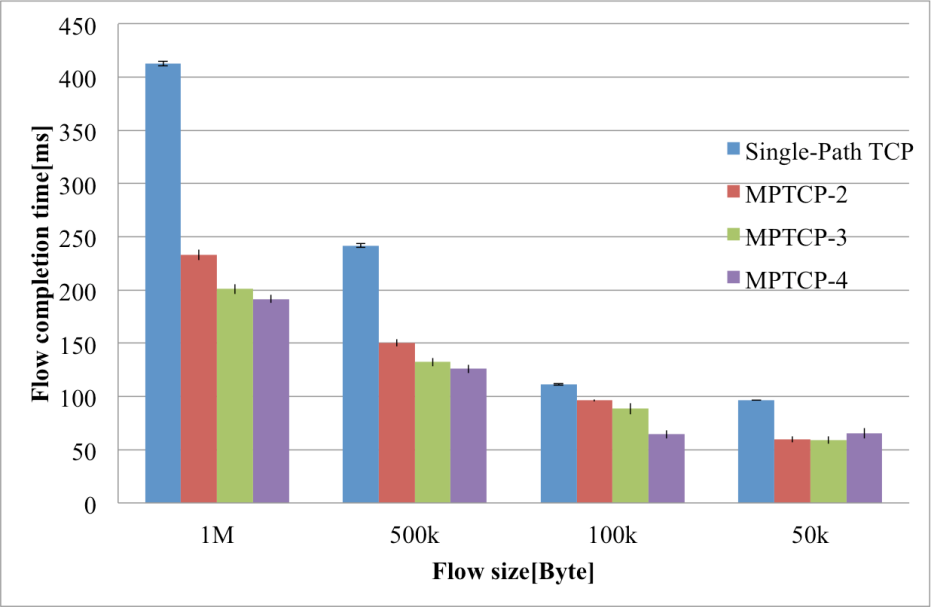 450
400
350
300
250
200
150
100
50
0
Flow completion time[ms]
Single-Path TCP
MPTCP-2
MPTCP-3
MPTCP-4
1M 500k 100k 50k
Flow size[Byte]